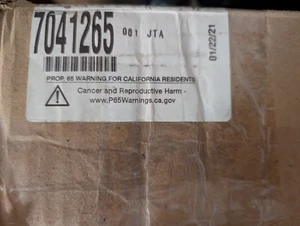 7041265 001 JTA
01/22/21
PROP 65 WARNING FOR CALIFORNIA RESIDENTS
Cancer and Reproductive Harm -
www.P65Warnings.ca.gov